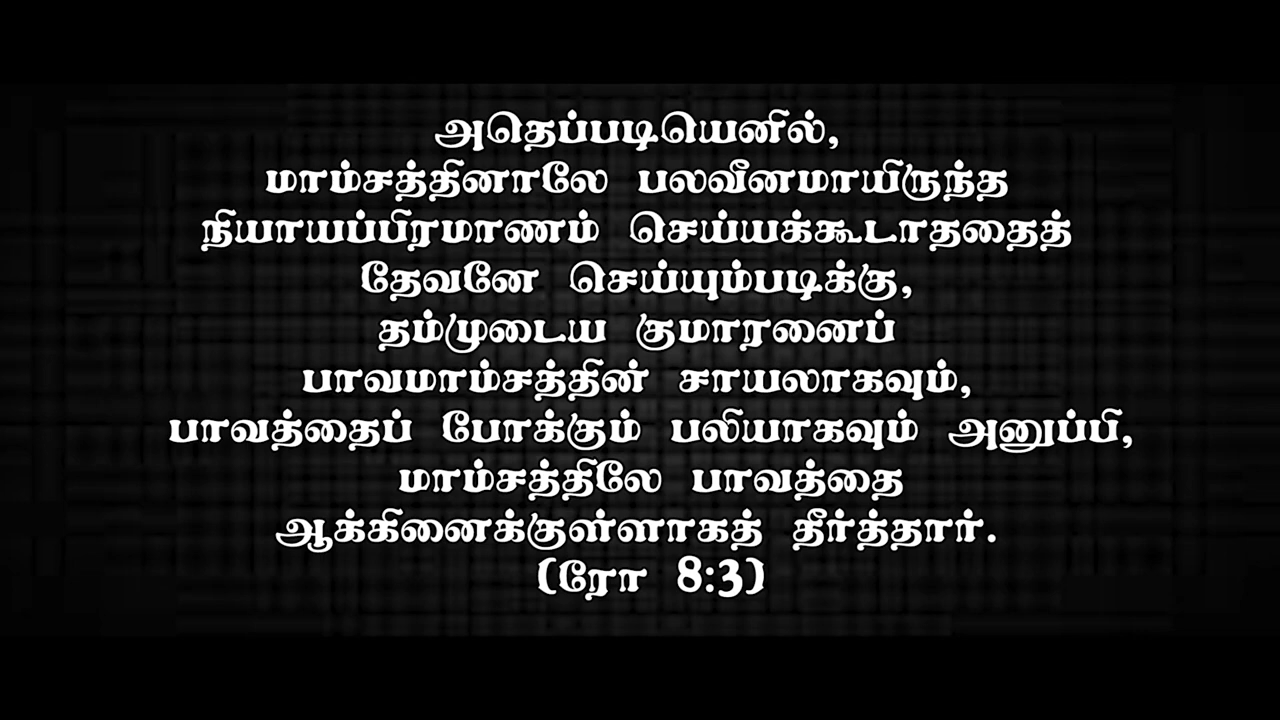 அதெப்படியெனில்,
மாம்சத்தினாலே பலவீனமாயிருந்த
நியாயப்பிரமாணம் செய்யக்கூடாததைத்
தேவனே செய்யும்படிக்கு,
தம்முடைய குமாரனைப்
பாவமாம்சத்தின் சாயலாகவும்,
பாவத்தைப் போக்கும் பலியாகவும் அனுப்பி,
மாம்சத்திலே பாவத்தை
ஆக்கினைக்குள்ளாகத் தீர்த்தார்.
(ரோ 8:3)